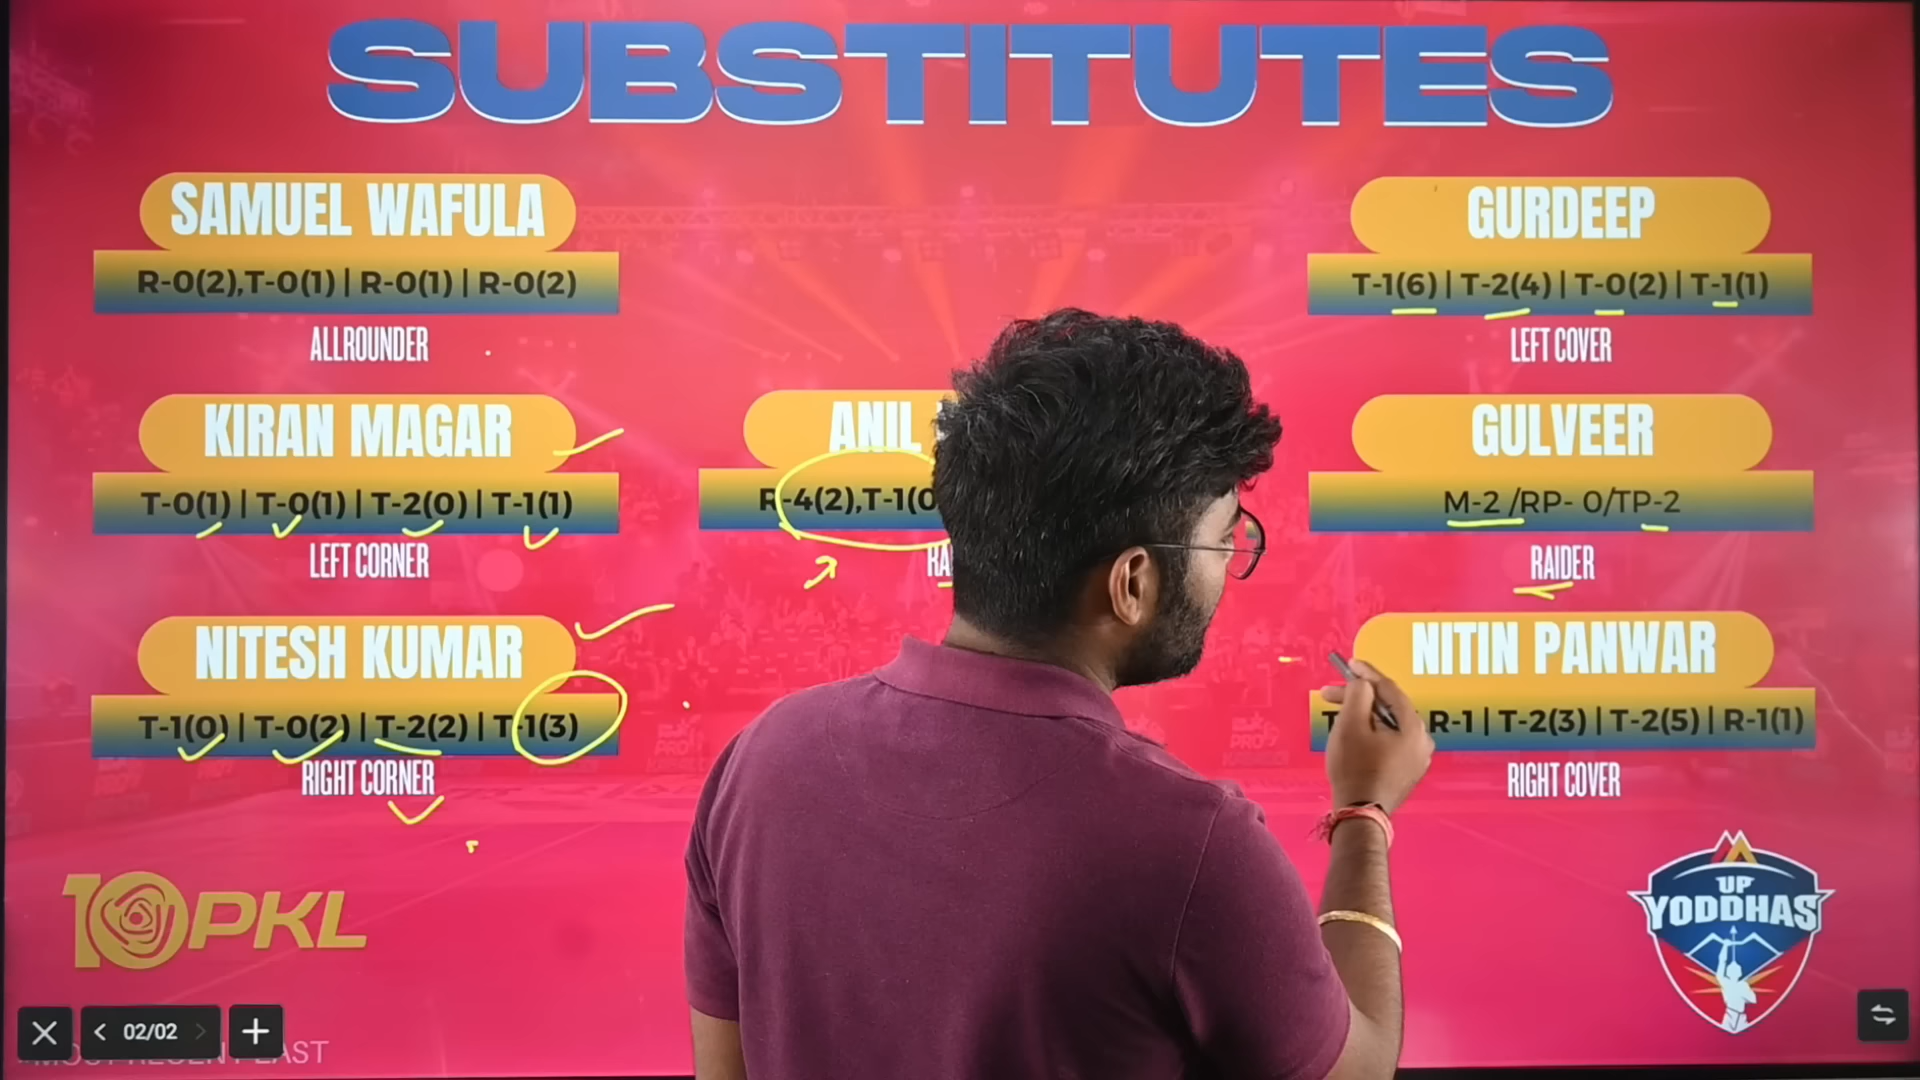 SUBSTITUTES
SAMUEL WAFULA
R-0(2),T-0(1) | R-0(1) | R-0(2)
ALLROUNDER
GURDEEP
T-1(6) | T-2(4) | T-0(2) | T-1(1)
LEFT COVER
KIRAN MAGAR
T-0(1) | T-0(1) | T-2(0) | T-1(1)
LEFT CORNER
ANIL
R-4(2),T-1(0
RA
GULVEER
M-2 /RP- 0/TP-2
RAIDER
NITESH KUMAR
T-1(0) | T-0(2) | T-2(2) | T-1(3)
RIGHT CORNER
NITIN PANWAR
R-1 | T-2(3) | T-2(5) | R-1(1)
RIGHT COVER
10 PKL
UP
YODDHAS
02/02